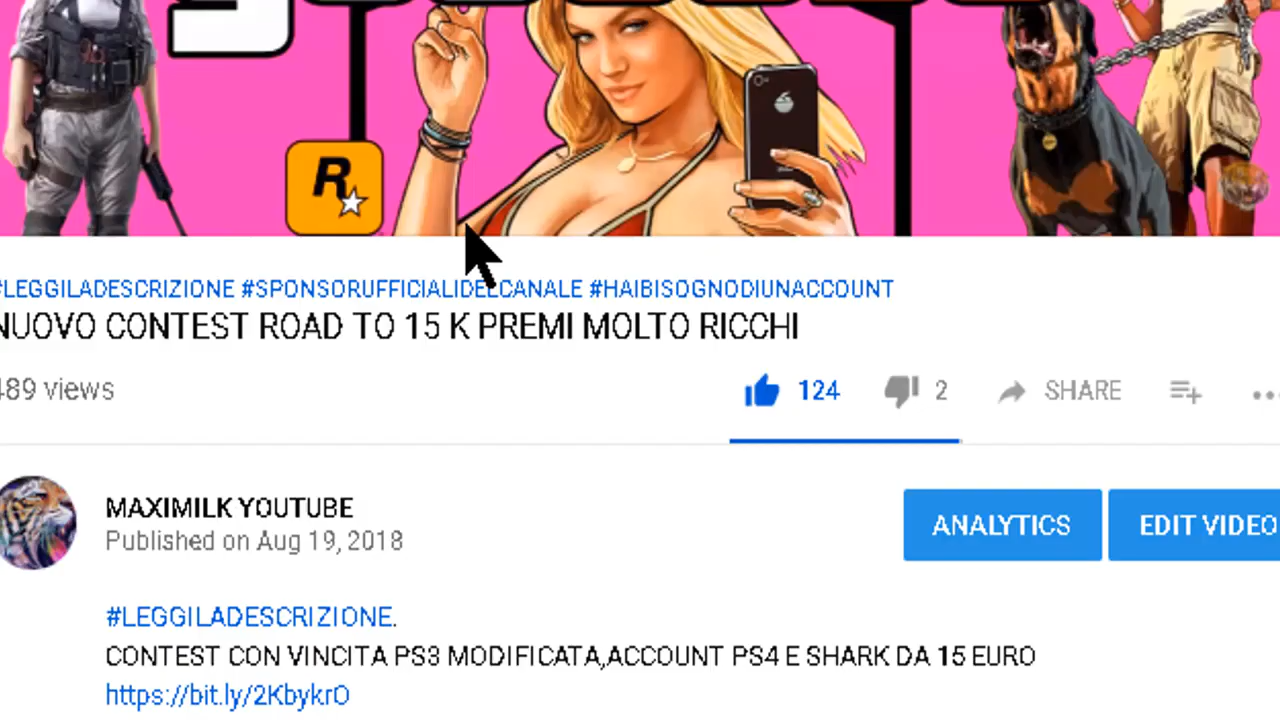 R
#LEGGILADESCRIZIONE #SPONSORUFFICIALIDELCANALE #HAIBISOGNODIUNACCOUNT
NUOVO CONTEST ROAD TO 15 K PREMI MOLTO RICCHI
489 views
124 2 SHARE
MAXIMILK YOUTUBE
Published on Aug 19, 2018
ANALYTICS EDIT VIDEO
#LEGGILADESCRIZIONE.
CONTEST CON VINCITA PS3 MODIFICATA,ACCOUNT PS4 E SHARK DA 15 EURO
https://bit.ly/2KbykrO